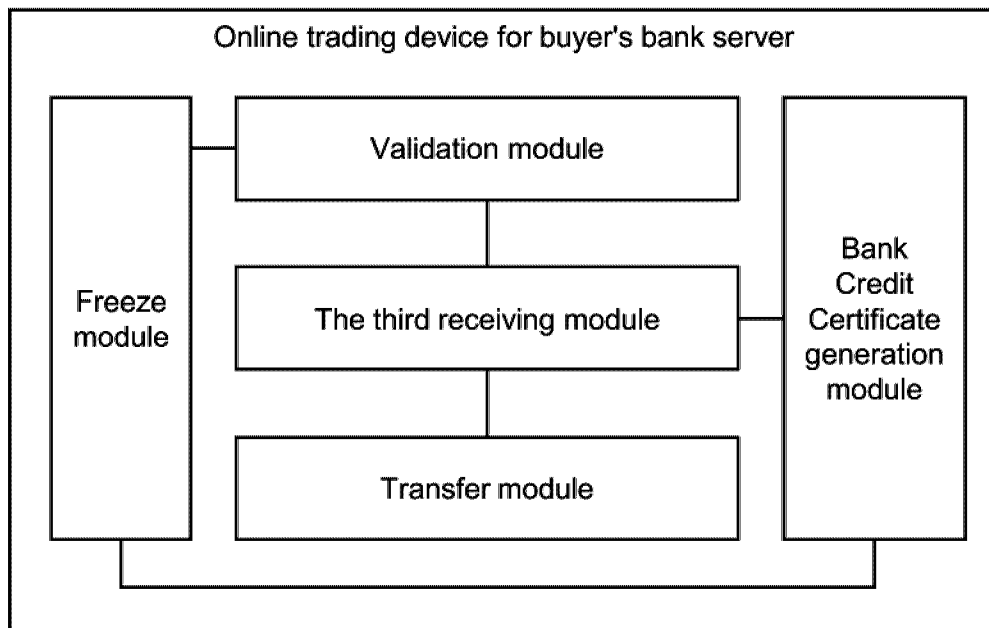 Online trading device for buyer's bank server
Validation module
Freeze
module
The third receiving module
Bank
Credit
Certificate
generation
module
Transfer module